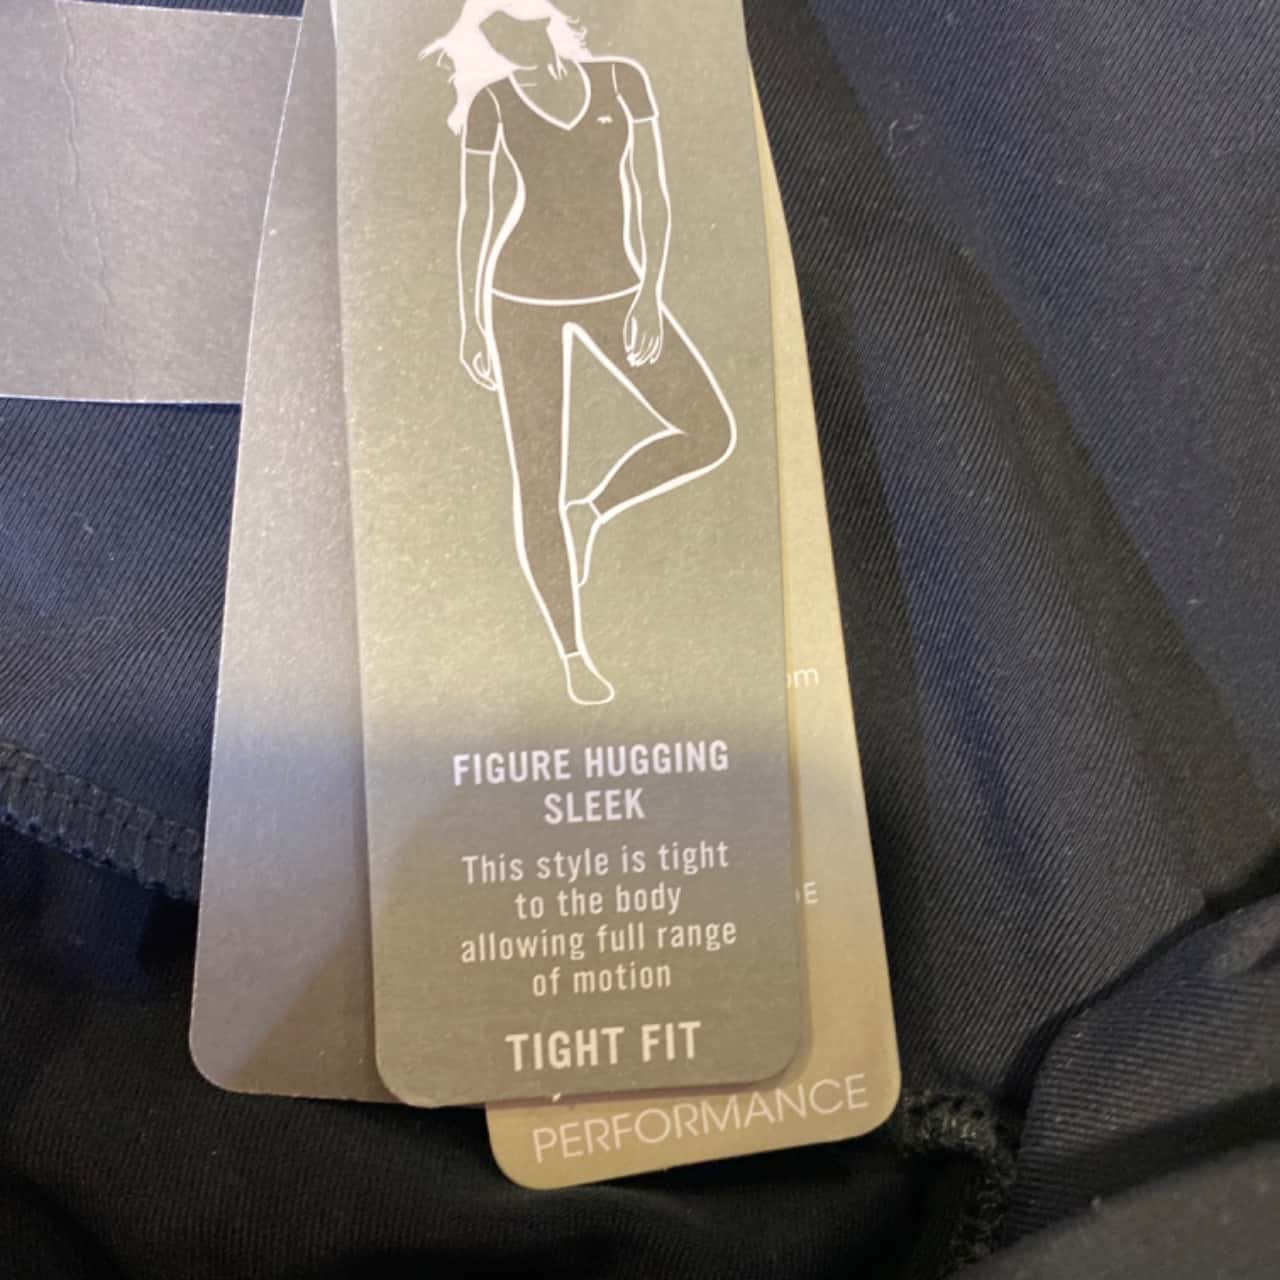 FIGURE HUGGING
SLEEK
This style is tight
to the body
allowing full range
of motion
TIGHT FIT
PERFORMANCE